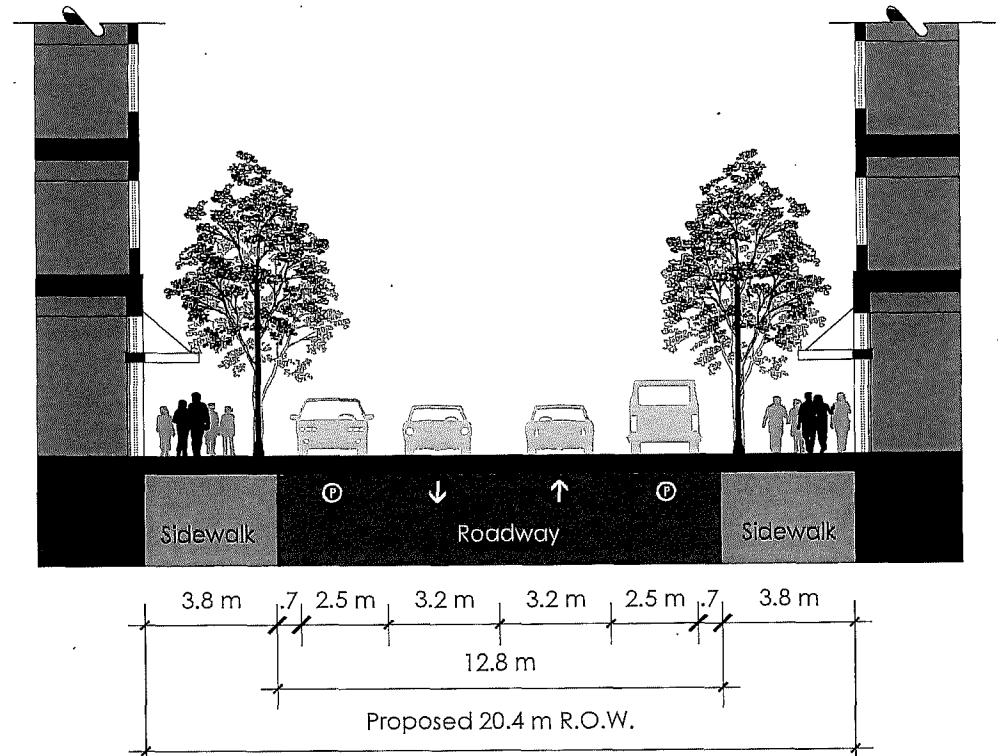 P ↓ ↑ P
Sidewalk Roadway Sidewalk
3.8 m .7 2.5 m 3.2 m 3.2 m 2.5 m .7 3.8 m
12.8 m
Proposed 20.4 m R.O.W.